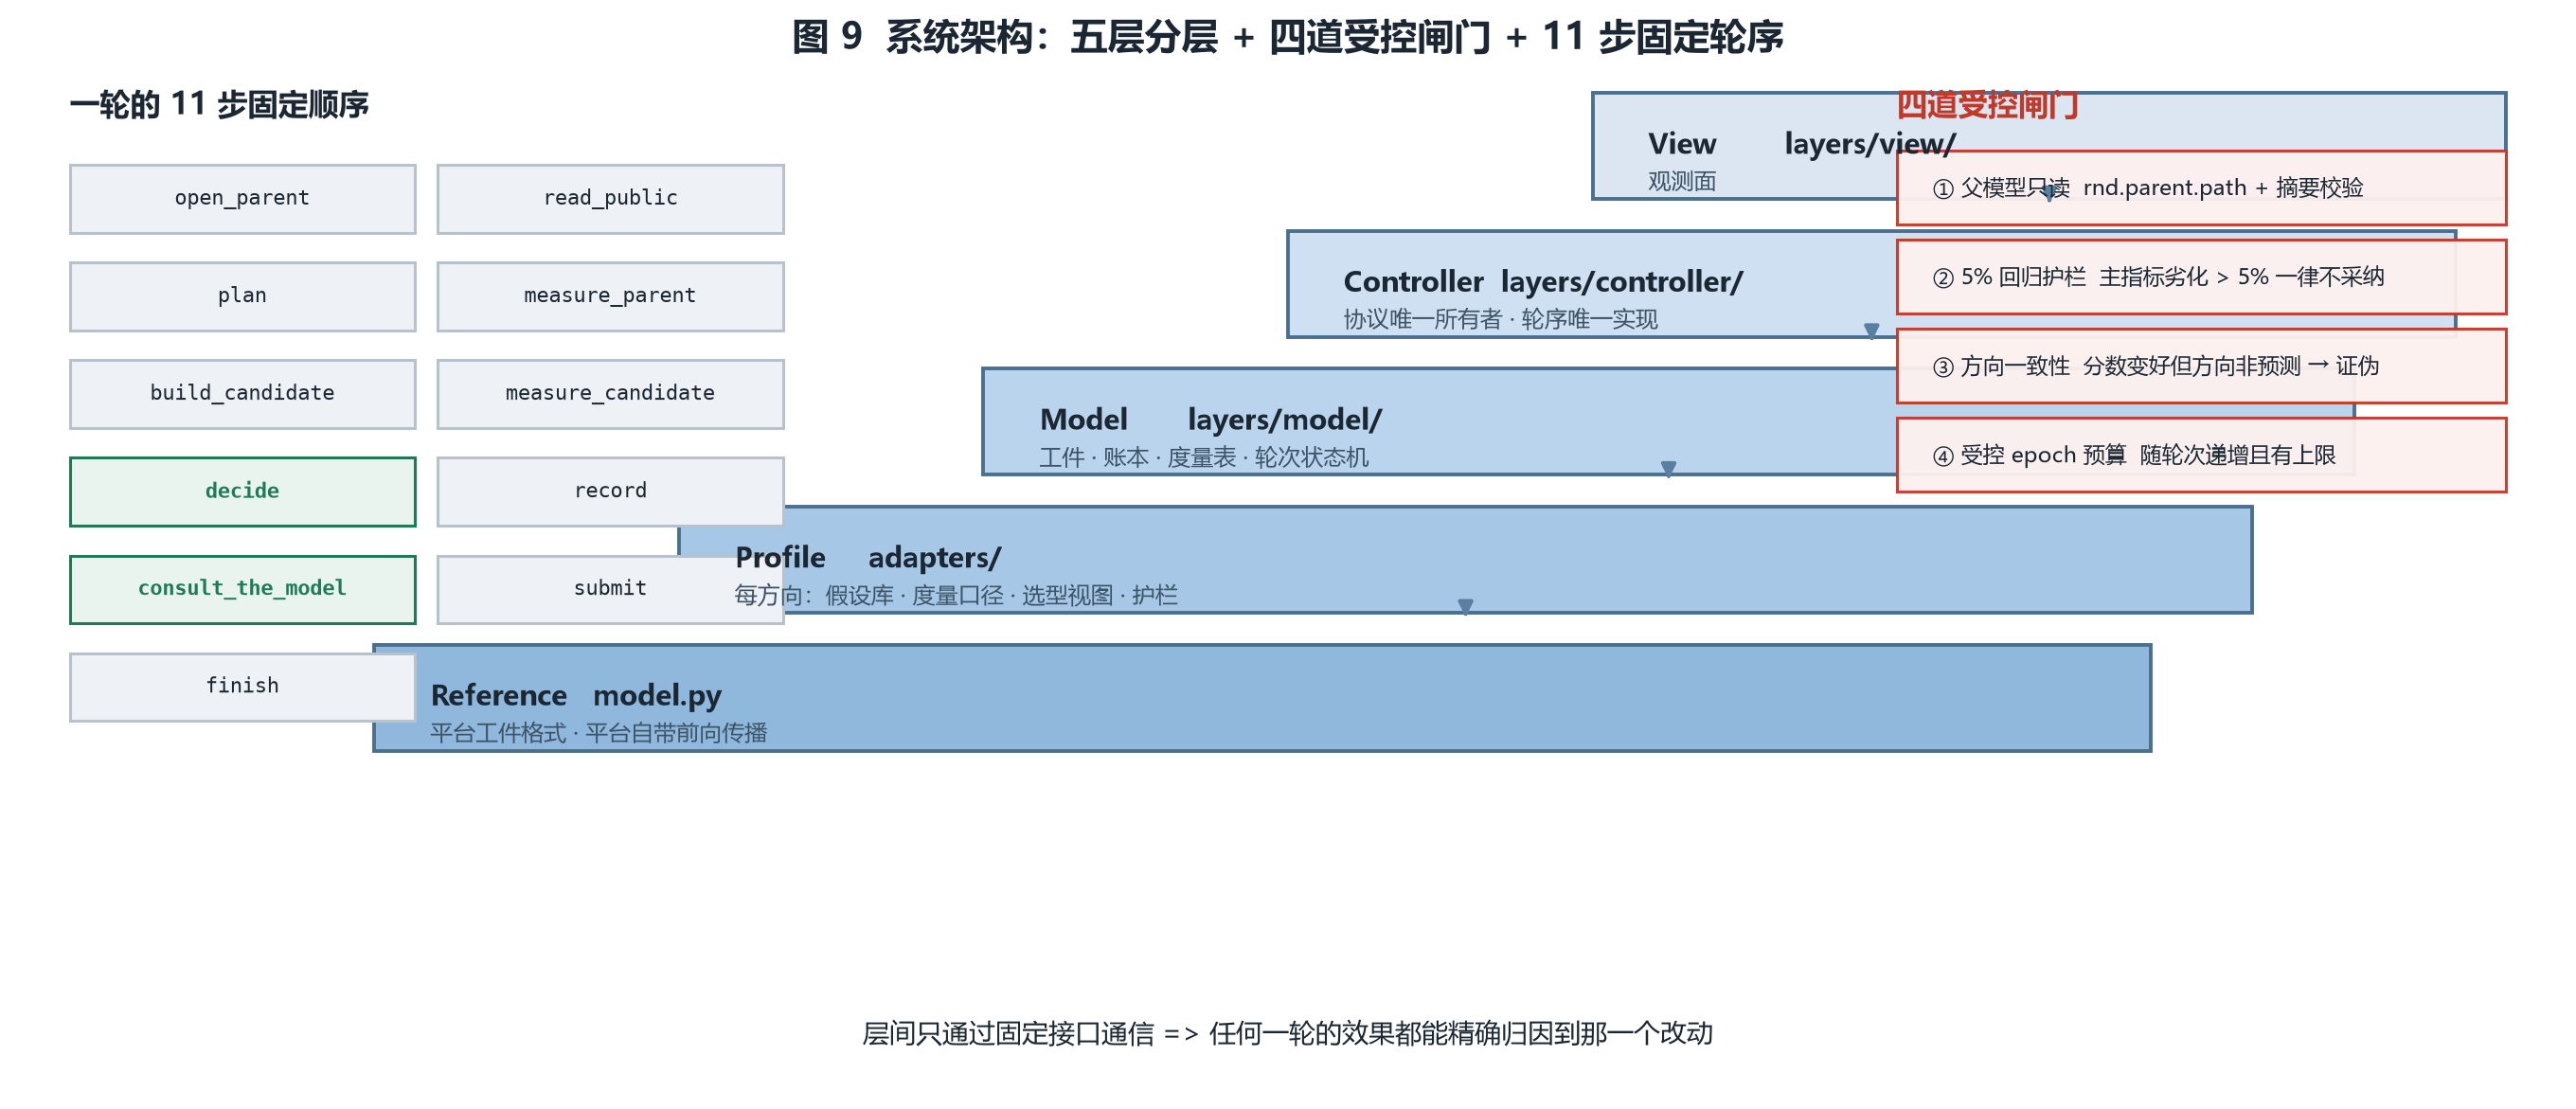 图 9 系统架构：五层分层 + 四道受控闸门 + 11 步固定轮序
一轮的 11 步固定顺序
open_parent
read_public
plan
measure_parent
build_candidate
measure_candidate
decide
record
consult_the_model
submit
finish
View layers/view/
观测面
Controller layers/controller/
协议唯一所有者 · 轮序唯一实现
Model layers/model/
工件 · 账本 · 度量表 · 轮次状态机
Profile adapters/
每方向：假设库 · 度量口径 · 选型视图 · 护栏
Reference model.py
平台工件格式 · 平台自带前向传播
四道受控闸门
① 父模型只读 rnd.parent.path + 摘要校验
② 5% 回归护栏 主指标劣化 > 5% 一律不采纳
③ 方向一致性 分数变好但方向非预测 → 证伪
④ 受控 epoch 预算 随轮次递增且有上限
层间只通过固定接口通信 => 任何一轮的效果都能精确归因到那一个改动